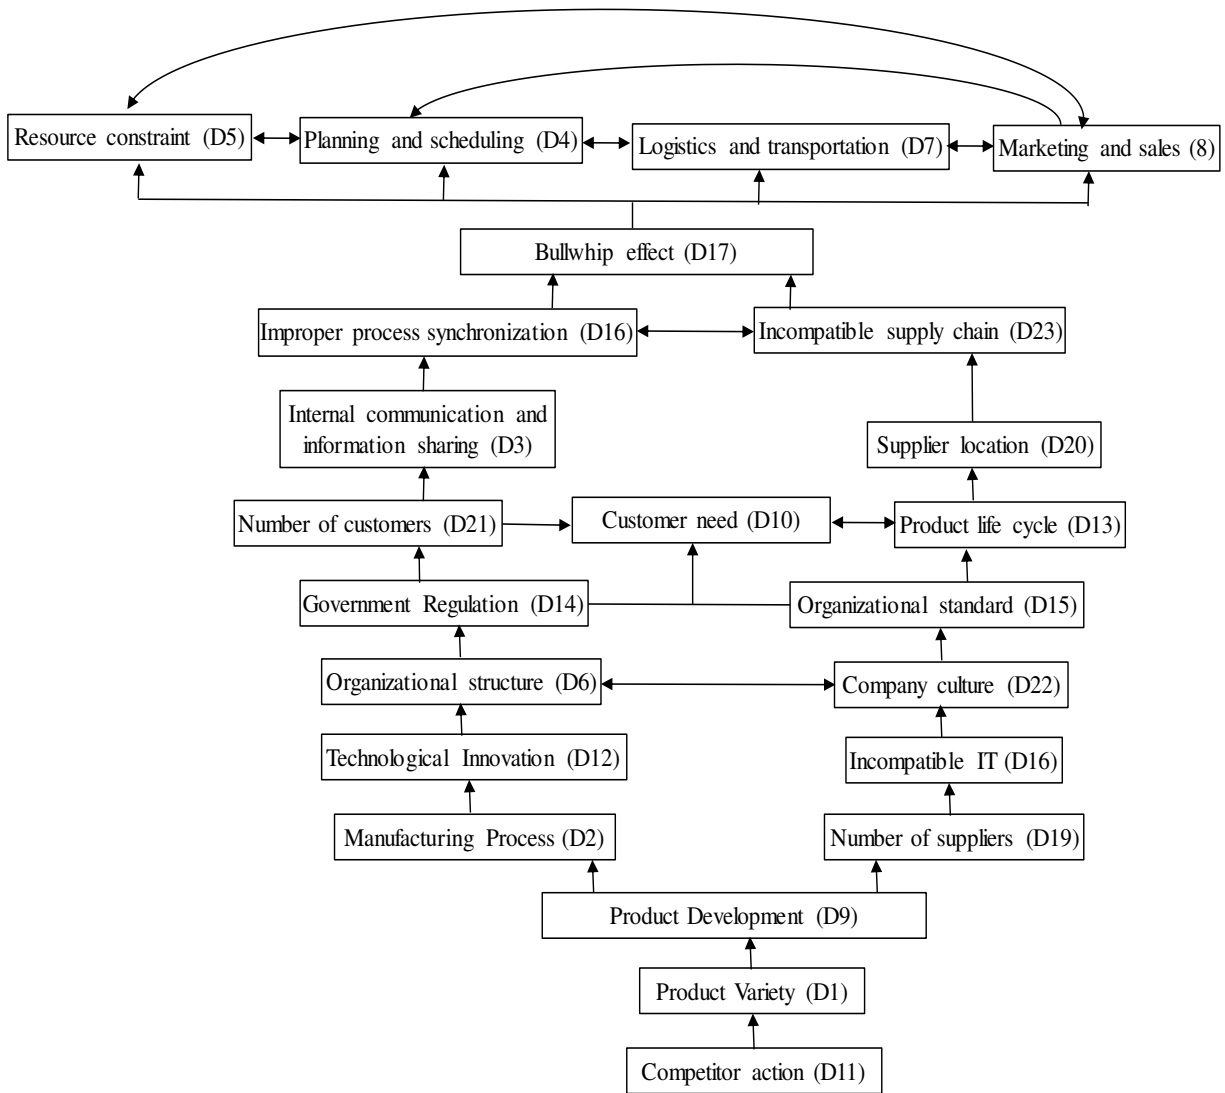 Resource constraint (D5)
Planning and scheduling (D4)
Logistics and transportation (D7)
Marketing and sales (8)
Bullwhip effect (D17)
Improper process synchronization (D16)
Incompatible supply chain (D23)
Internal communication and
information sharing (D3)
Supplier location (D20)
Number of customers (D21)
Customer need (D10)
Product life cycle (D13)
Government Regulation (D14)
Organizational standard (D15)
Organizational structure (D6)
Company culture (D22)
Technological Innovation (D12)
Incompatible IT (D16)
Manufacturing Process (D2)
Number of suppliers (D19)
Product Development (D9)
Product Variety (D1)
Competitor action (D11)